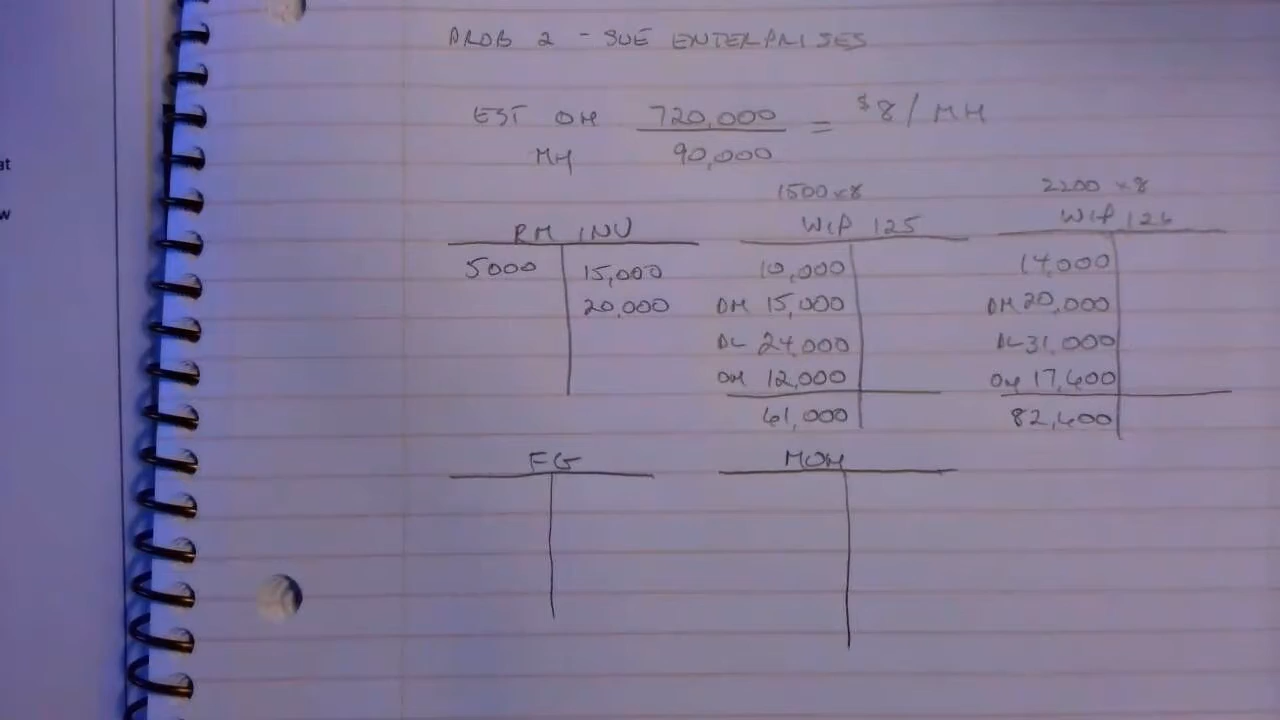 PROB 2 - SUE ENTERPRISES
EST OH 720,000 = $8/MH
MH 90,000
1500 x 8 2200 x 8
RM INV WIP 125 WIP 126
5000 15,000 10,000 14,000
20,000 DM 15,000 DM 20,000
DL 24,000 DL 31,000
OH 12,000 OH 17,600
61,000 82,600
FG MOH
at
w